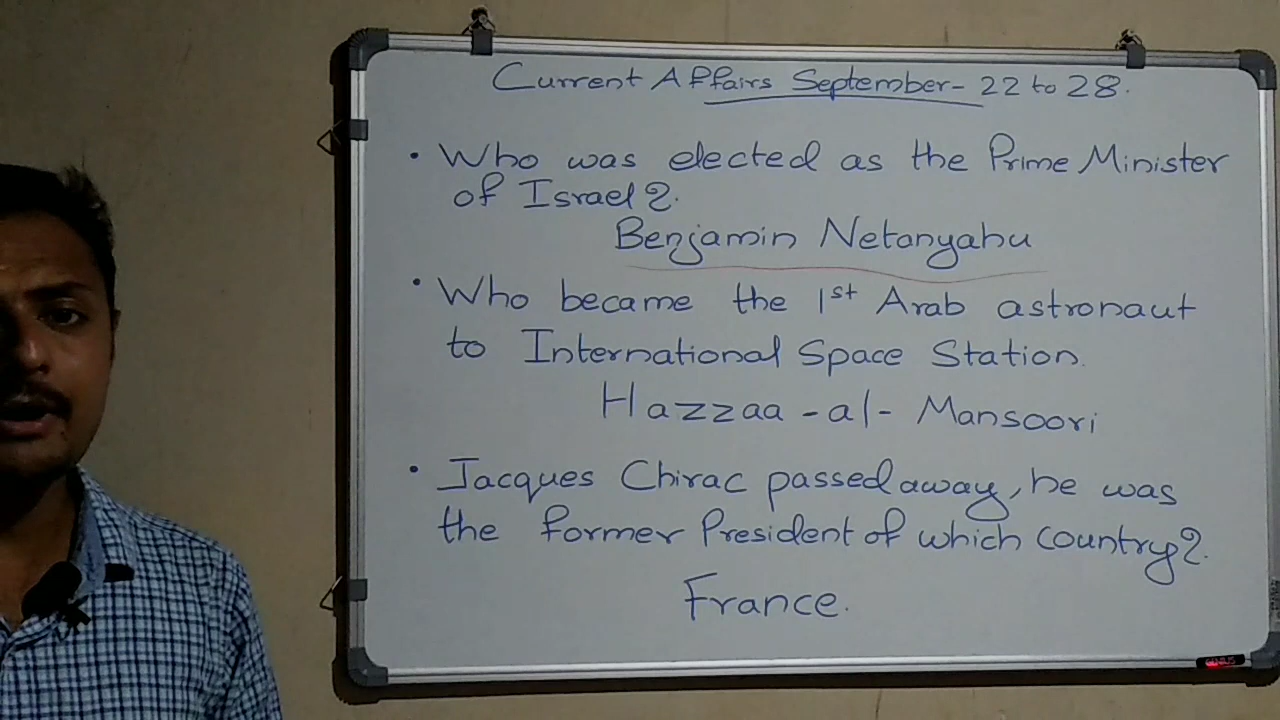 Current Affairs September- 22 to 28.
• Who was elected as the Prime Minister
of Israel?
Benjamin Netanyahu
• Who became the 1st Arab astronaut
to International Space Station.
Hazzaa-al- Mansoori
• Jacques Chirac passed away, he was
the former President of which country?
France.